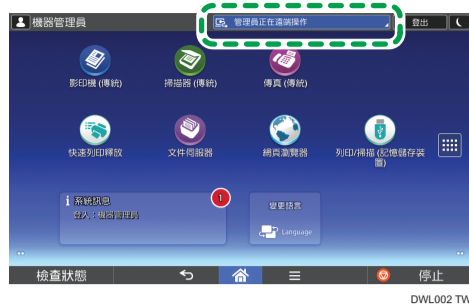 機器管理員
管理員正在遠端操作
登出
影印機 (傳統)
掃描器 (傳統)
傳真 (傳統)
快速列印釋放
文件伺服器
網頁瀏覽器
列印/掃描 (記憶儲存裝
置)
i 系統訊息
1
登入：機器管理員
變更語言
Language
檢查狀態
停止
DWL002 TW